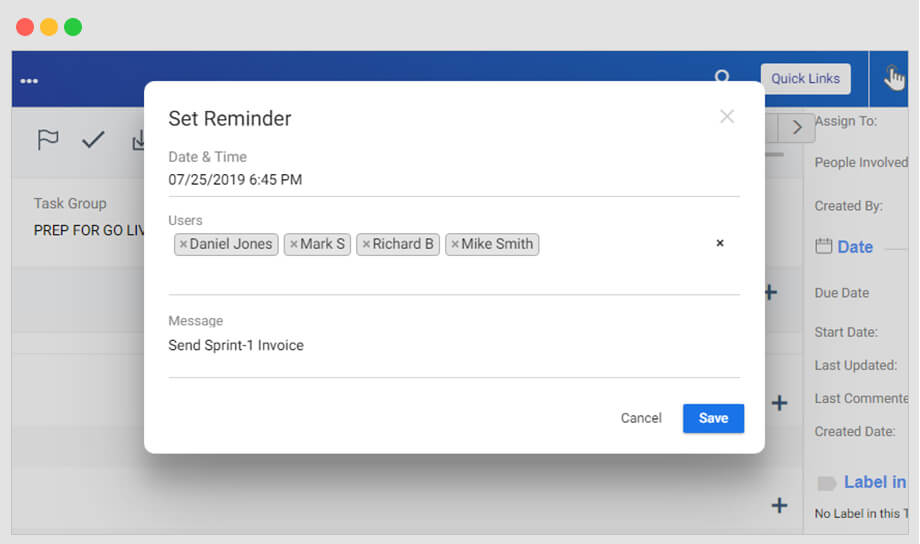 Quick Links
Set Reminder
Assign To:
Date & Time
07/25/2019 6:45 PM
People Involved
Task Group
Created By:
Users
PREP FOR GO
×Daniel Jones ×Mark S ×Richard B ×Mike Smith ×
Date
Due Date
Message
Start Date:
Send Sprint-1 Invoice
Last Updated:
Last Commente
Cancel
Save
Created Date:
Label in
No Label in this T